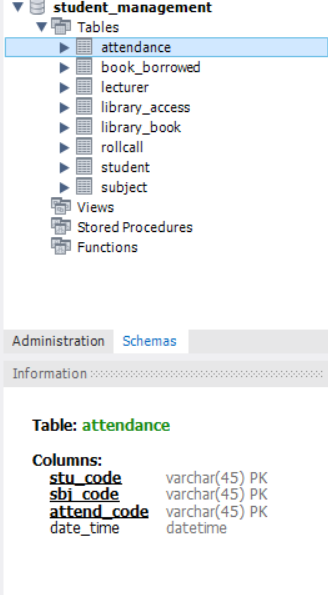 student_management
Tables
attendance
book_borrowed
lecturer
library_access
library_book
rollcall
student
subject
Views
Stored Procedures
Functions
Administration Schemas
Information
Table: attendance
Columns:
stu_code varchar(45) PK
sbj_code varchar(45) PK
attend_code varchar(45) PK
date_time datetime